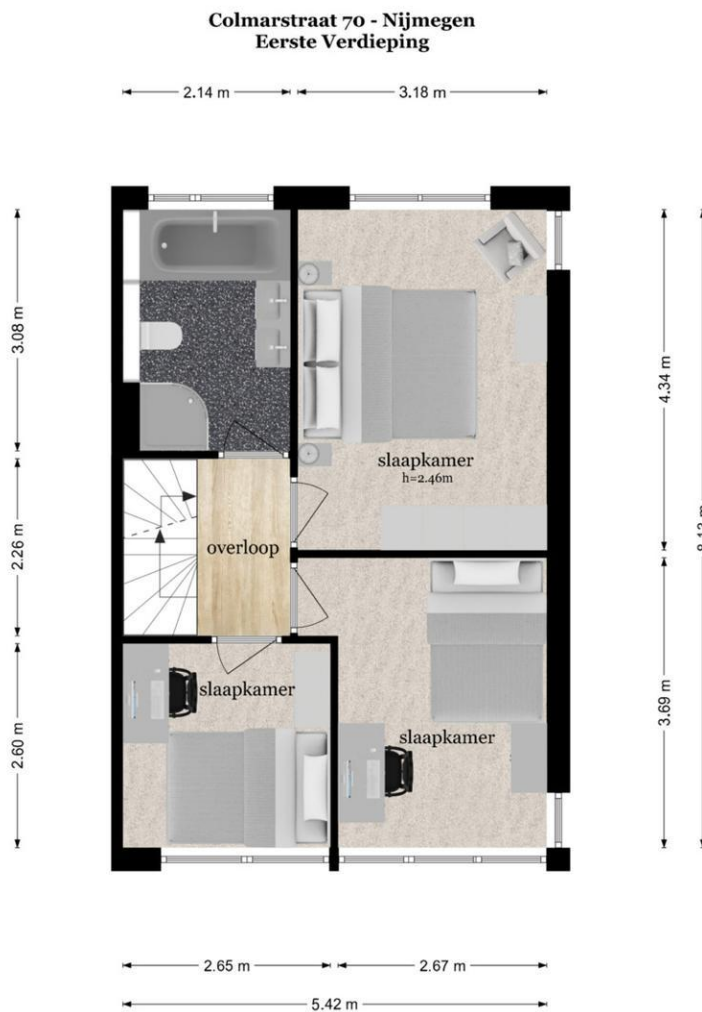 Colmarstraat 70 - Nijmegen
Eerste Verdieping
2.14 m
3.18 m
3.08 m
4.34 m
slaapkamer
h=2.46m
2.26 m
overloop
slaapkamer
3.69 m
slaapkamer
2.60 m
2.65 m
2.67 m
5.42 m